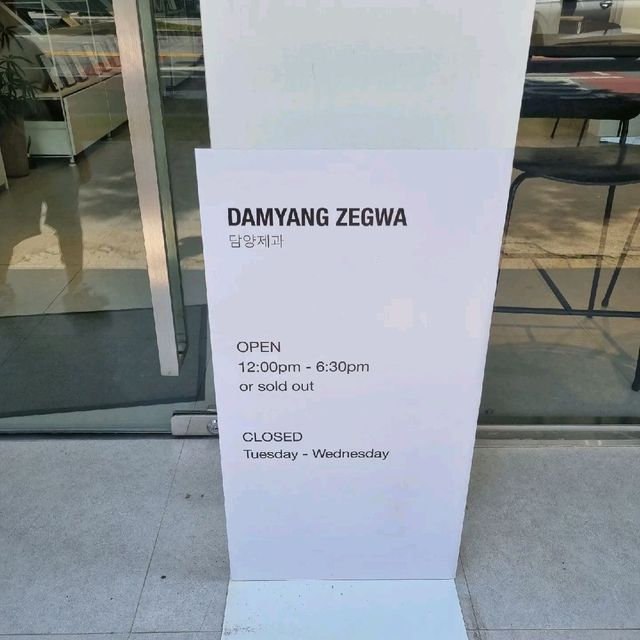 DAMYANG ZEGWA
담양제과
OPEN
12:00pm - 6:30pm
or sold out
CLOSED
Tuesday - Wednesday